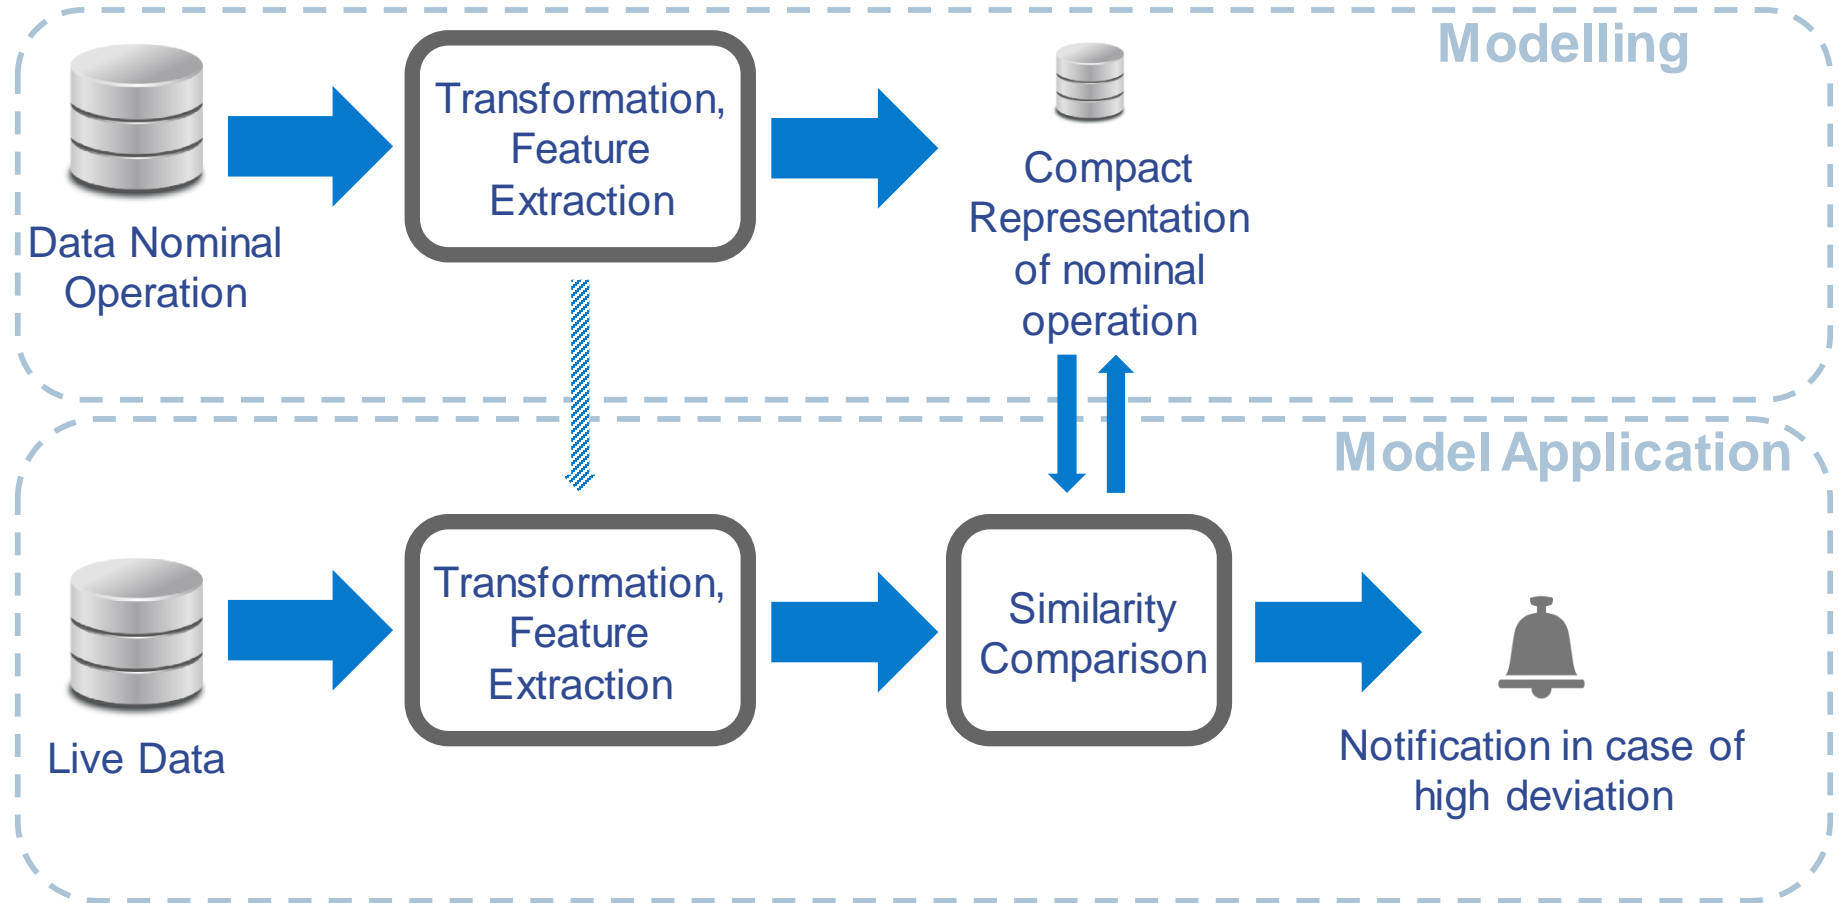 Modelling
Transformation,
Feature
Extraction
Data Nominal
Operation
Compact
Representation
of nominal
operation
Model Application
Transformation,
Feature
Extraction
Similarity
Comparison
Live Data
Notification in case of
high deviation